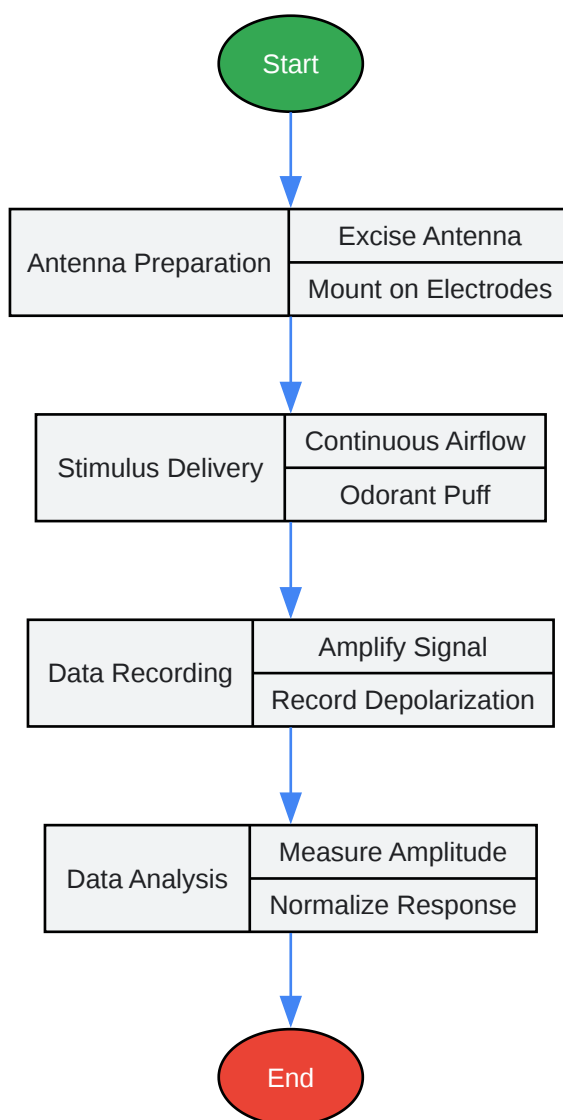 Start
Antenna Preparation
Excise Antenna
Mount on Electrodes
Stimulus Delivery
Continuous Airflow
Odorant Puff
Data Recording
Amplify Signal
Record Depolarization
Data Analysis
Measure Amplitude
Normalize Response
End